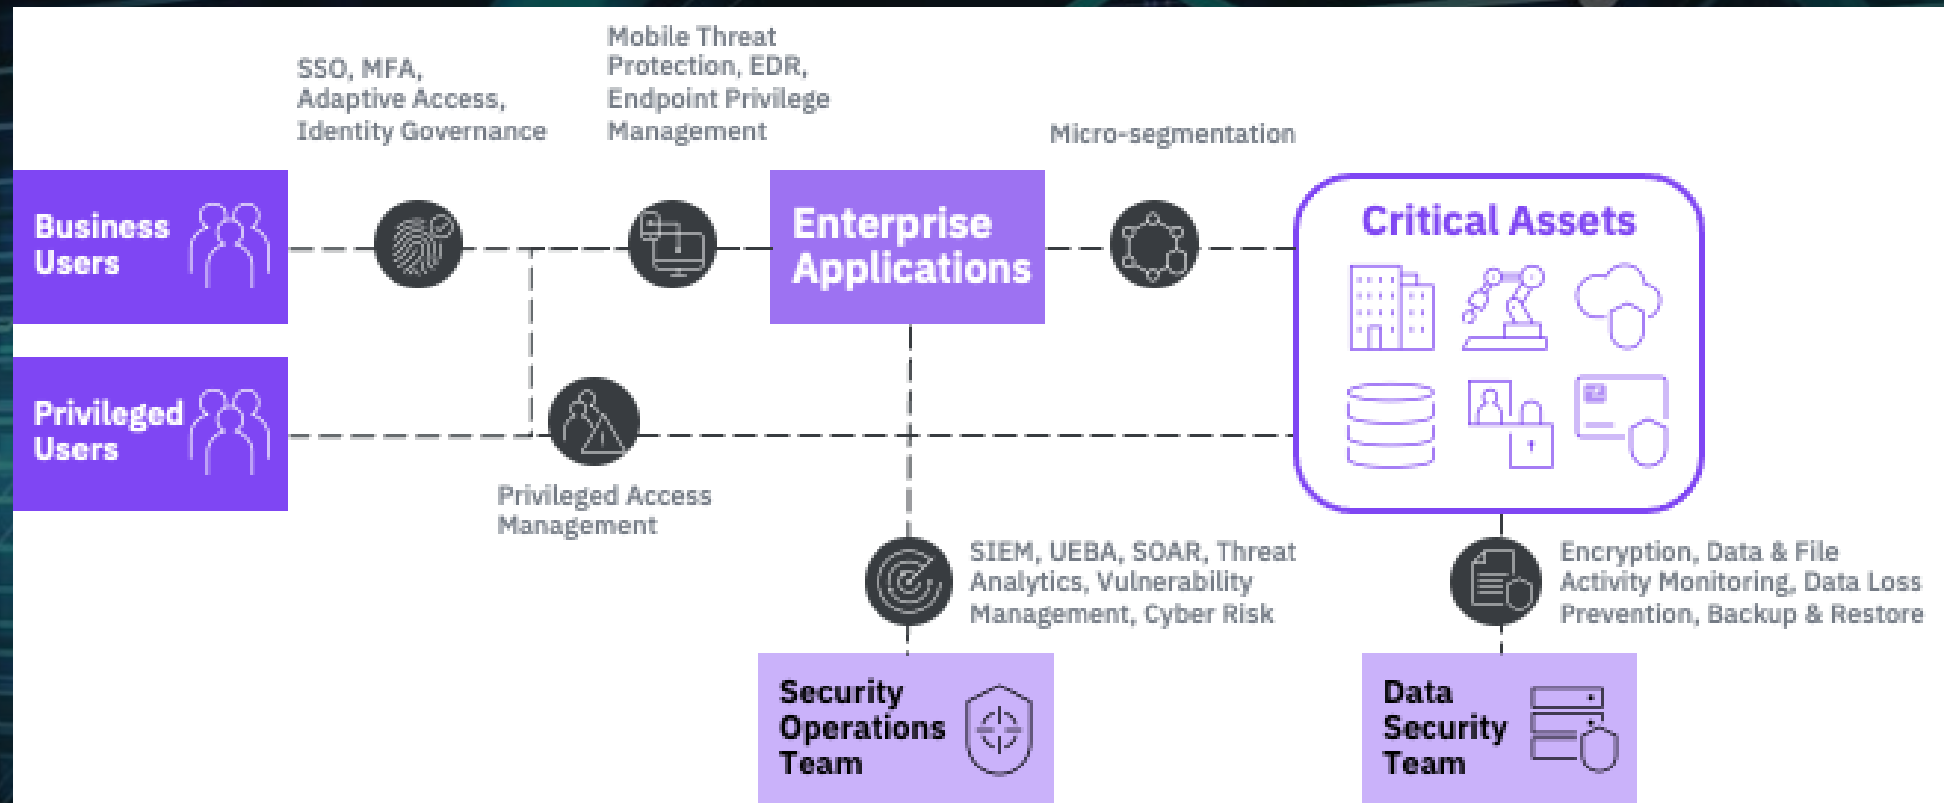 SSO, MFA,
Adaptive Access,
Identity Governance
Mobile Threat
Protection, EDR,
Endpoint Privilege
Management
Micro-segmentation
Business
Users
Enterprise
Applications
Critical Assets
Privileged
Users
Privileged Access
Management
SIEM, UEBA, SOAR, Threat
Analytics, Vulnerability
Management, Cyber Risk
Encryption, Data & File
Activity Monitoring, Data Loss
Prevention, Backup & Restore
Security
Operations
Team
Data
Security
Team